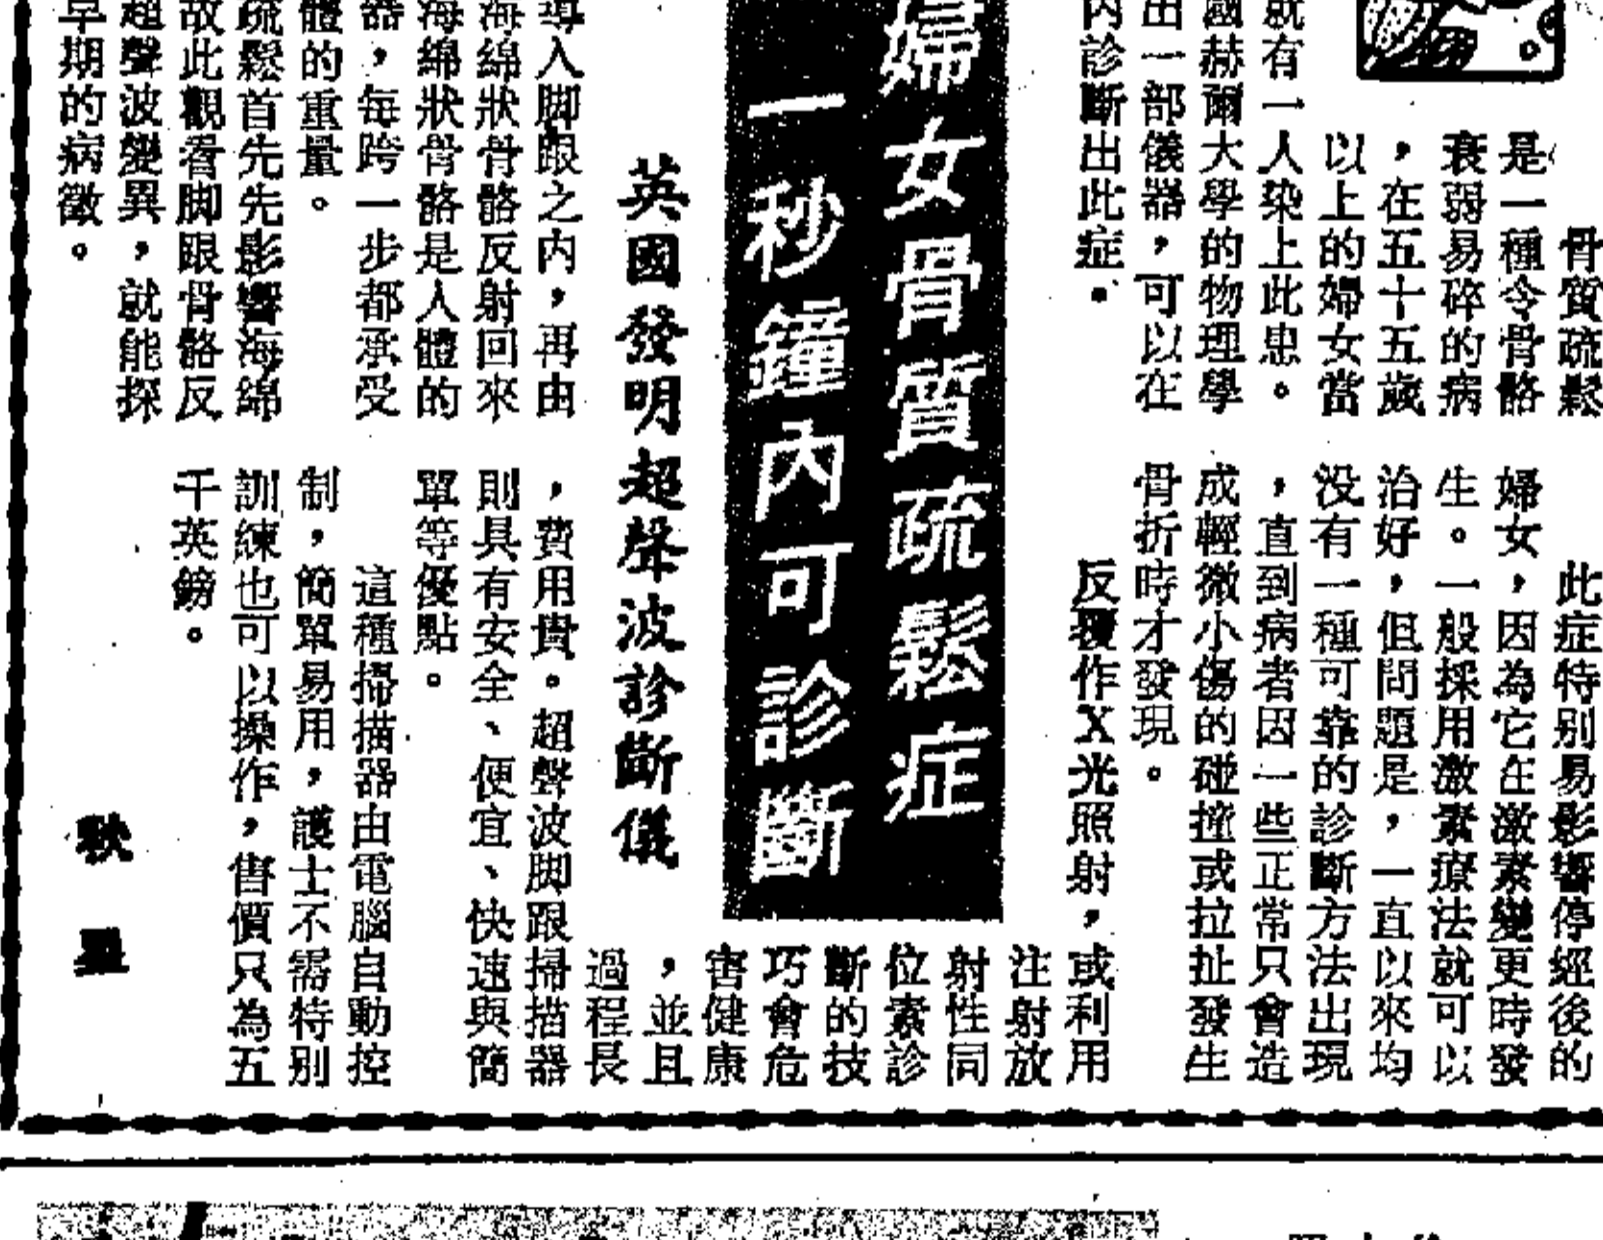 婦女骨質疏鬆症
一秒鐘內可診斷
英國發明超聲波診斷儀
骨質疏鬆
是一種令骨骼
衰弱易碎的病
，在五十五歲
以上的婦女當
就有一人染上此患。
國赫爾大學的物理學
出一部儀器，可以在
內診斷出此症。
導入脚跟之内，再由
海綿狀骨骼反射回來
海綿狀骨骼是人體的
器，每跨一步都承受
體的重量。
疏鬆首先先影響海綿
故此觀看脚跟骨骼反
超聲波變異，就能探
早期的病徵。
此症特別易影響停經後的
婦女，因為它在激素變更時發
生。一般採用激素療法就可以
治好，但問題是，一直以來均
没有一種可靠的診斷方法出現
，直到病者因一些正常只會造
成輕微小傷的碰撞或拉扯發生
骨折時才發現。
反覆作X光照射，或利用
注射放
射性同
位素診
斷的技
巧會危
害健康
，並且
過程長
，費用貴。超聲波脚跟掃描器
則具有安全、便宜、快速與簡
單等優點。
這種掃描器由電腦自動控
制，簡單易用，護士不需特別
訓練也可以操作，售價只為五
千英鎊。